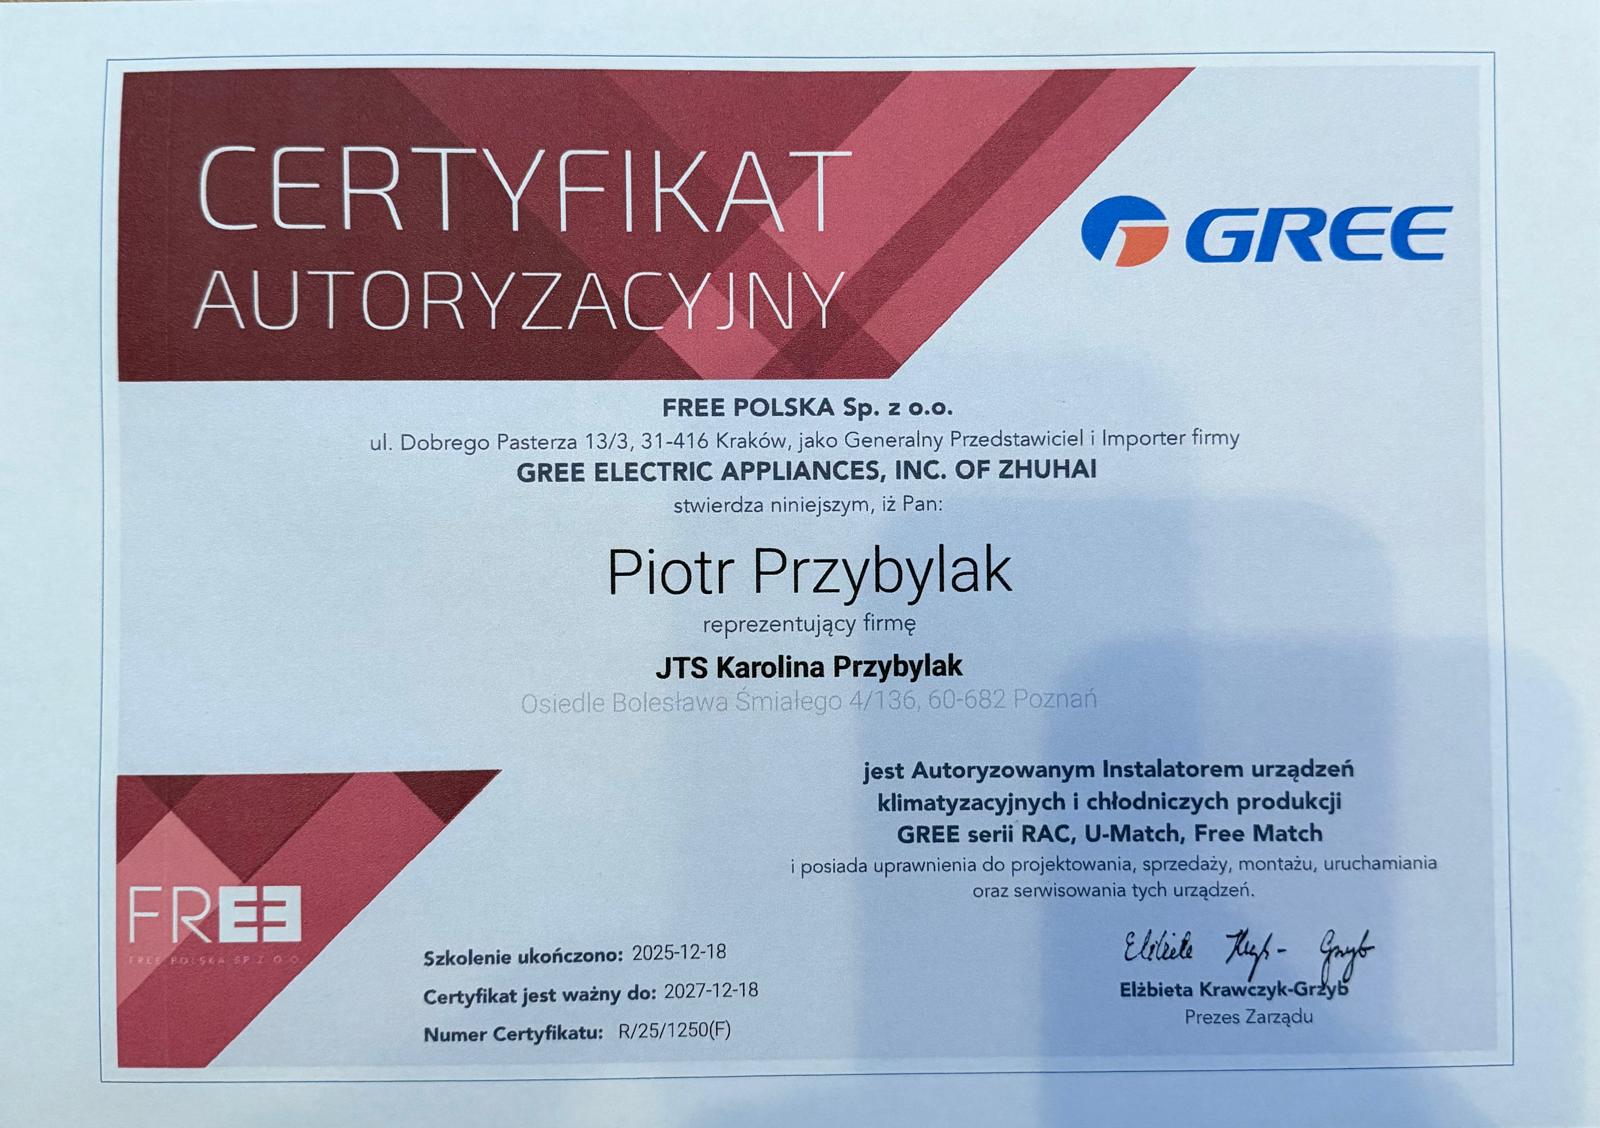 CERTYFIKAT
AUTORYZACYJNY
GREE
FREE POLSKA Sp. z o.o.
ul. Dobrego Pasterza 13/3, 31-416 Kraków, jako Generalny Przedstawiciel i Importer firmy
GREE ELECTRIC APPLIANCES, INC. OF ZHUHAI
stwierdza niniejszym, iż Pan:
Piotr Przybylak
reprezentujący firmę
JTS Karolina Przybylak
Osiedle Bolesława Śmiałego 4/136, 60-682 Poznań
jest Autoryzowanym Instalatorem urządzeń
klimatyzacyjnych i chłodniczych produkcji
GREE serii RAC, U-Match, Free Match
i posiada uprawnienia do projektowania, sprzedaży, montażu, uruchamiania
oraz serwisowania tych urządzeń.
FREE
FREE POLSKA SP. Z O.O.
Szkolenie ukończono: 2025-12-18
Certyfikat jest ważny do: 2027-12-18
Numer Certyfikatu: R/25/1250(F)
Elżbieta Krawczyk-Grzyb
Prezes Zarządu